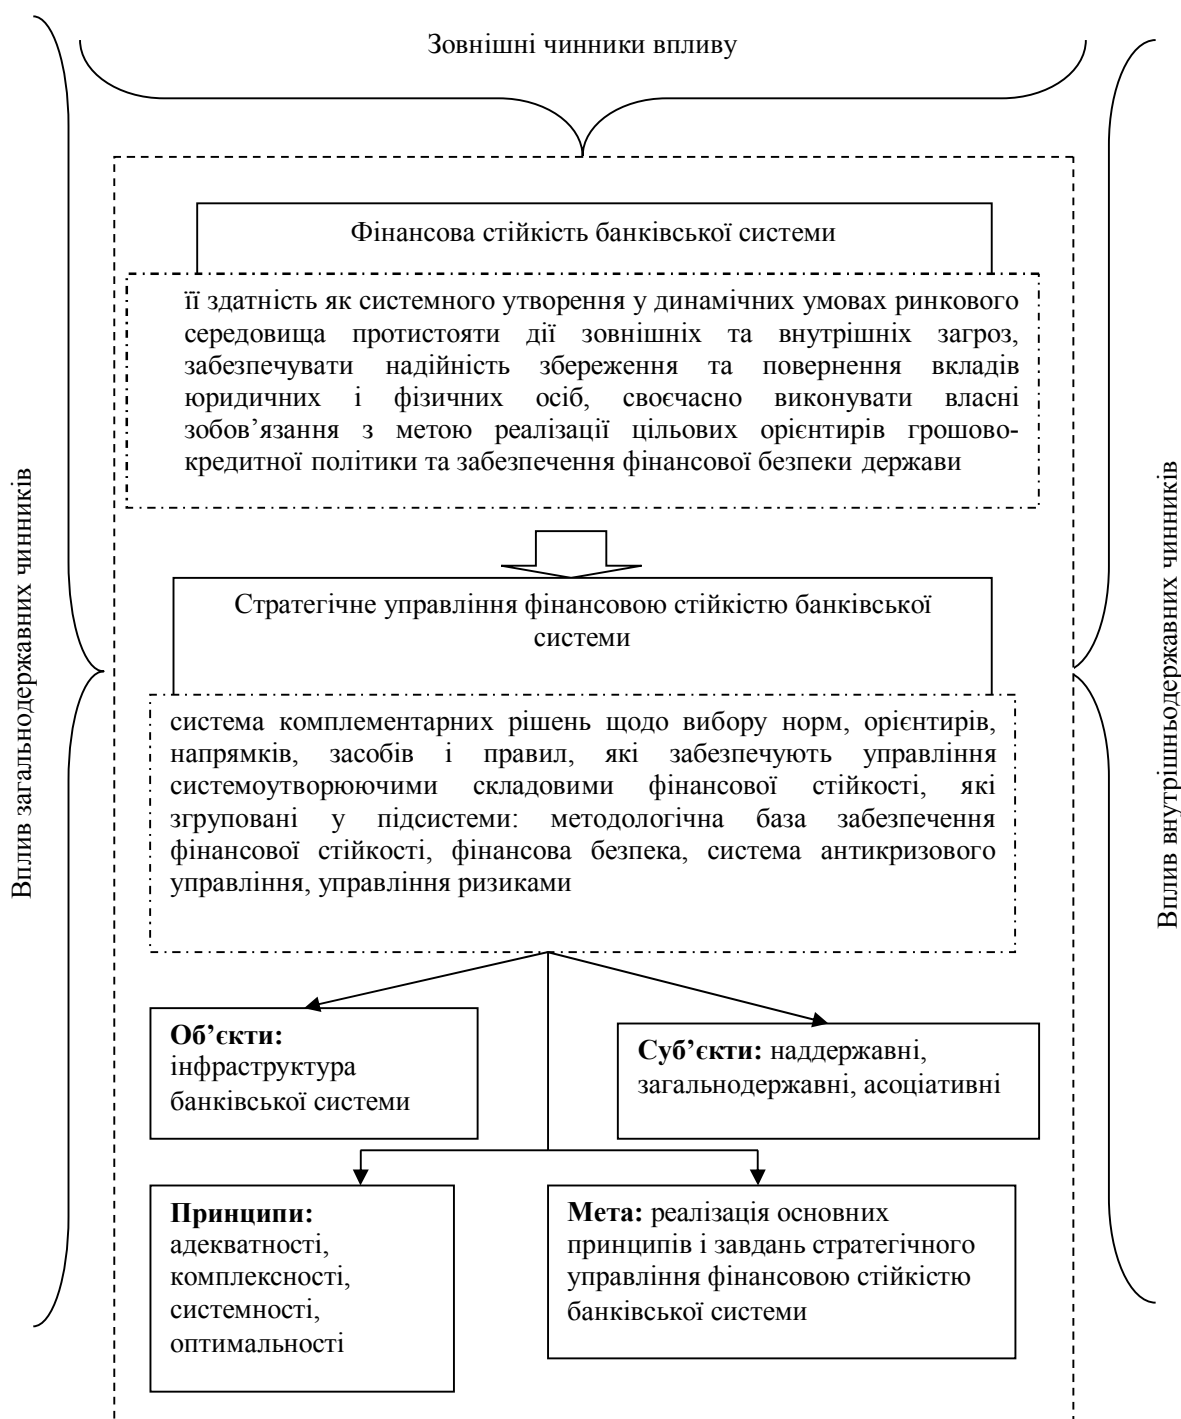 Зовнішні чинники впливу
Вплив загальнодержавних чинників
Вплив внутрішньодержавних чинників
Фінансова стійкість банківської системи
її здатність як системного утворення у динамічних умовах ринкового
середовища протистояти дії зовнішніх та внутрішніх загроз,
забезпечувати надійність збереження та повернення вкладів
юридичних і фізичних осіб, своєчасно виконувати власні
зобов’язання з метою реалізації цільових орієнтирів грошово-
кредитної політики та забезпечення фінансової безпеки держави
Стратегічне управління фінансовою стійкістю банківської
системи
система комплементарних рішень щодо вибору норм, орієнтирів,
напрямків, засобів і правил, які забезпечують управління
системоутворюючими складовими фінансової стійкості, які
згруповані у підсистеми: методологічна база забезпечення
фінансової стійкості, фінансова безпека, система антикризового
управління, управління ризиками
Об’єкти:
інфраструктура
банківської системи
Суб’єкти: наддержавні,
загальнодержавні, асоціативні
Принципи:
адекватності,
комплексності,
системності,
оптимальності
Мета: реалізація основних
принципів і завдань стратегічного
управління фінансовою стійкістю
банківської системи